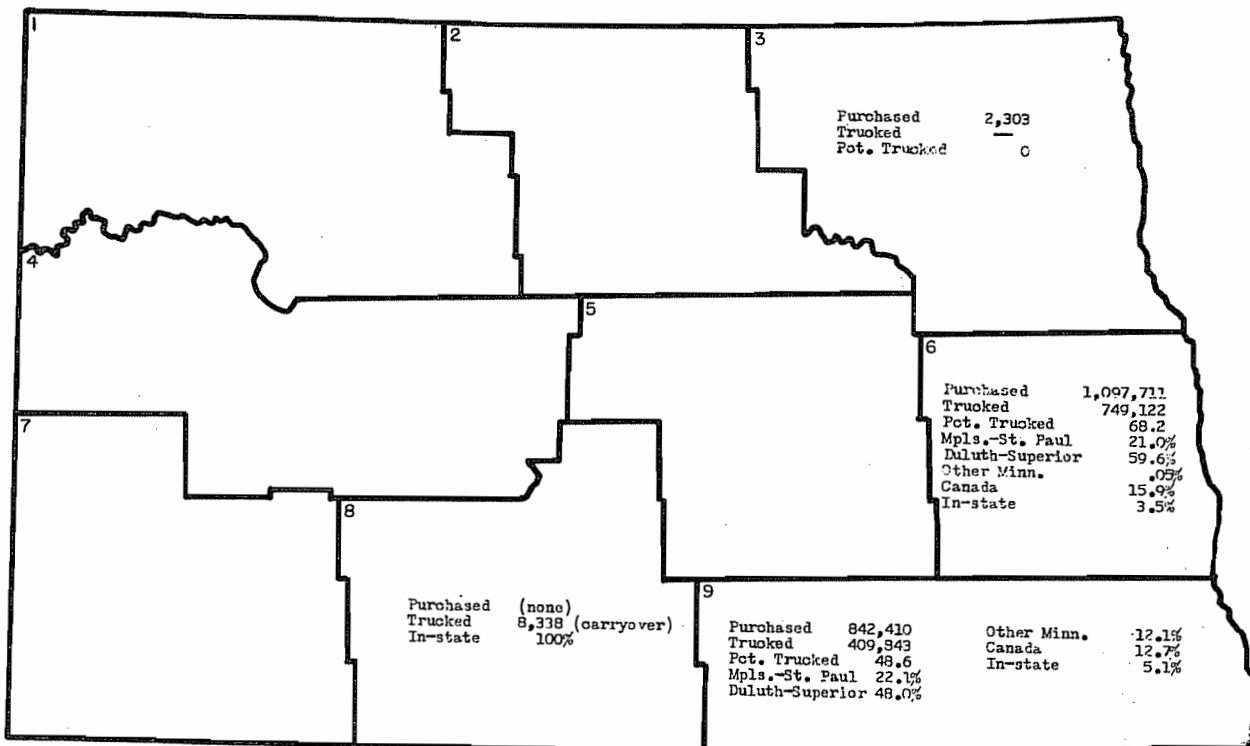 1
2
3
Purchased 2,303
Trucked —
Pct. Trucked 0
4
5
6
Purchased 1,097,711
Trucked 749,122
Pct. Trucked 68.2
Mpls.-St. Paul 21.0%
Duluth-Superior 59.6%
Other Minn. .05%
Canada 15.9%
In-state 3.5%
7
8
Purchased (none)
Trucked 8,338 (carryover)
In-state 100%
9
Purchased 842,410
Trucked 409,943
Pct. Trucked 48.6
Mpls.-St. Paul 22.1%
Duluth-Superior 48.0%
Other Minn. 12.1%
Canada 12.7%
In-state 5.1%